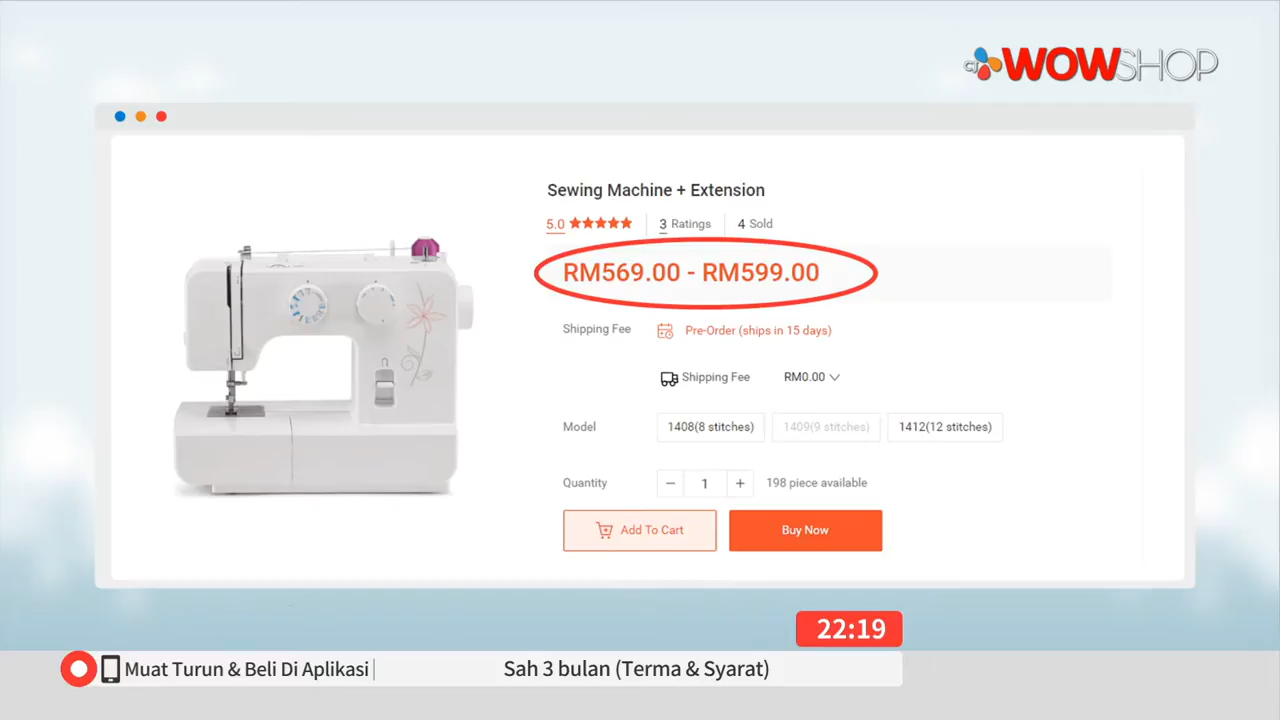 CJ WOWSHOP
Sewing Machine + Extension
5.0 3 Ratings 4 Sold
RM569.00 - RM599.00
Shipping Fee Pre-Order (ships in 15 days)
Shipping Fee RM0.00
Model 1408(8 stitches) 1409(9 stitches) 1412(12 stitches)
Quantity − 1 + 198 piece available
Add To Cart Buy Now
22:19
Muat Turun & Beli Di Aplikasi | Sah 3 bulan (Terma & Syarat)